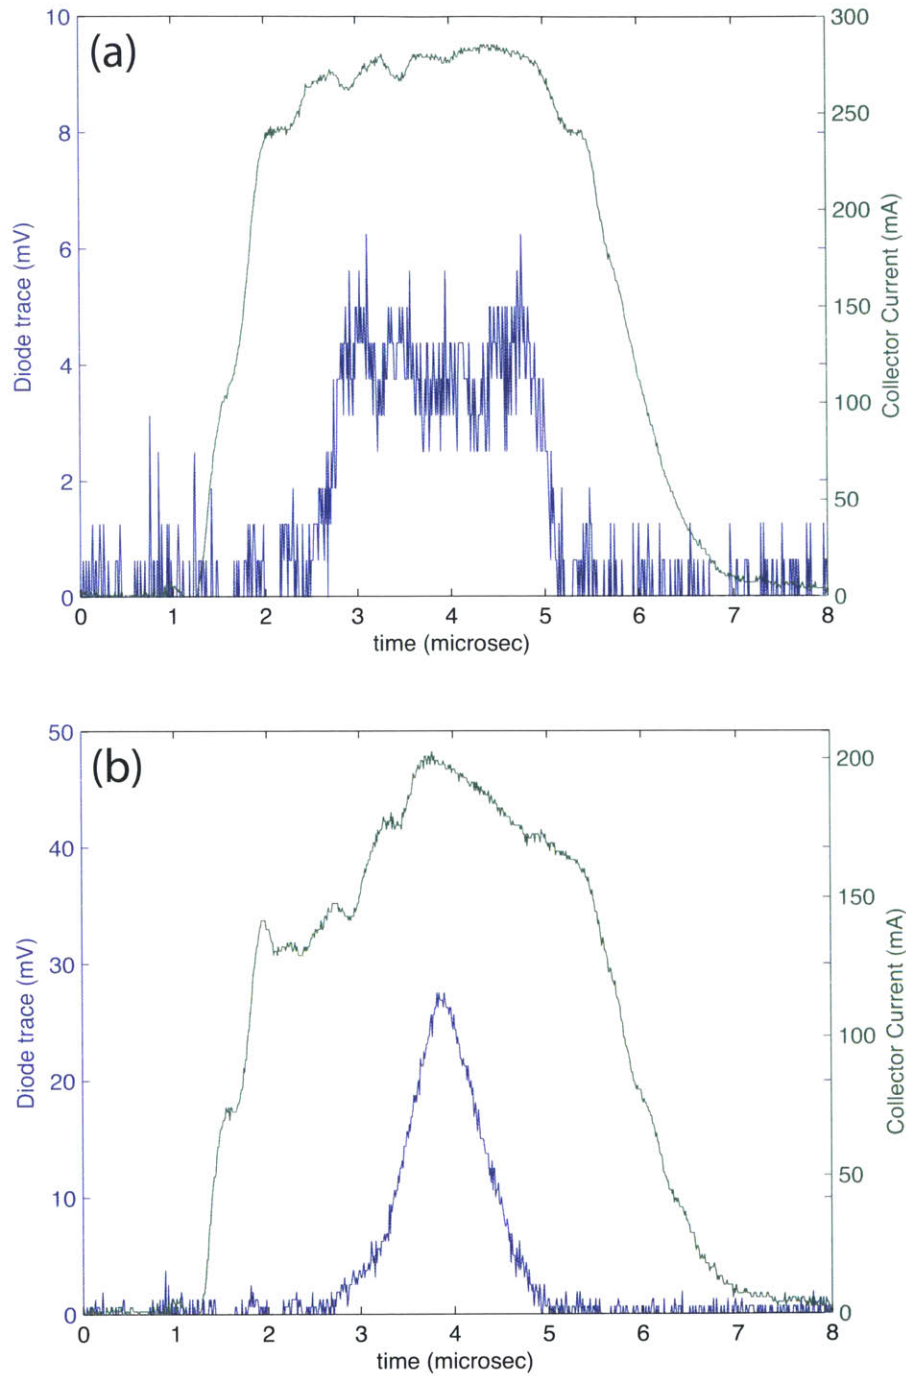 (a)
10
8
6
4
2
0
Diode trace (mV)
300
250
200
150
100
50
0
Collector Current (mA)
0 1 2 3 4 5 6 7 8
time (microsec)
(b)
50
40
30
20
10
0
Diode trace (mV)
200
150
100
50
0
Collector Current (mA)
0 1 2 3 4 5 6 7 8
time (microsec)